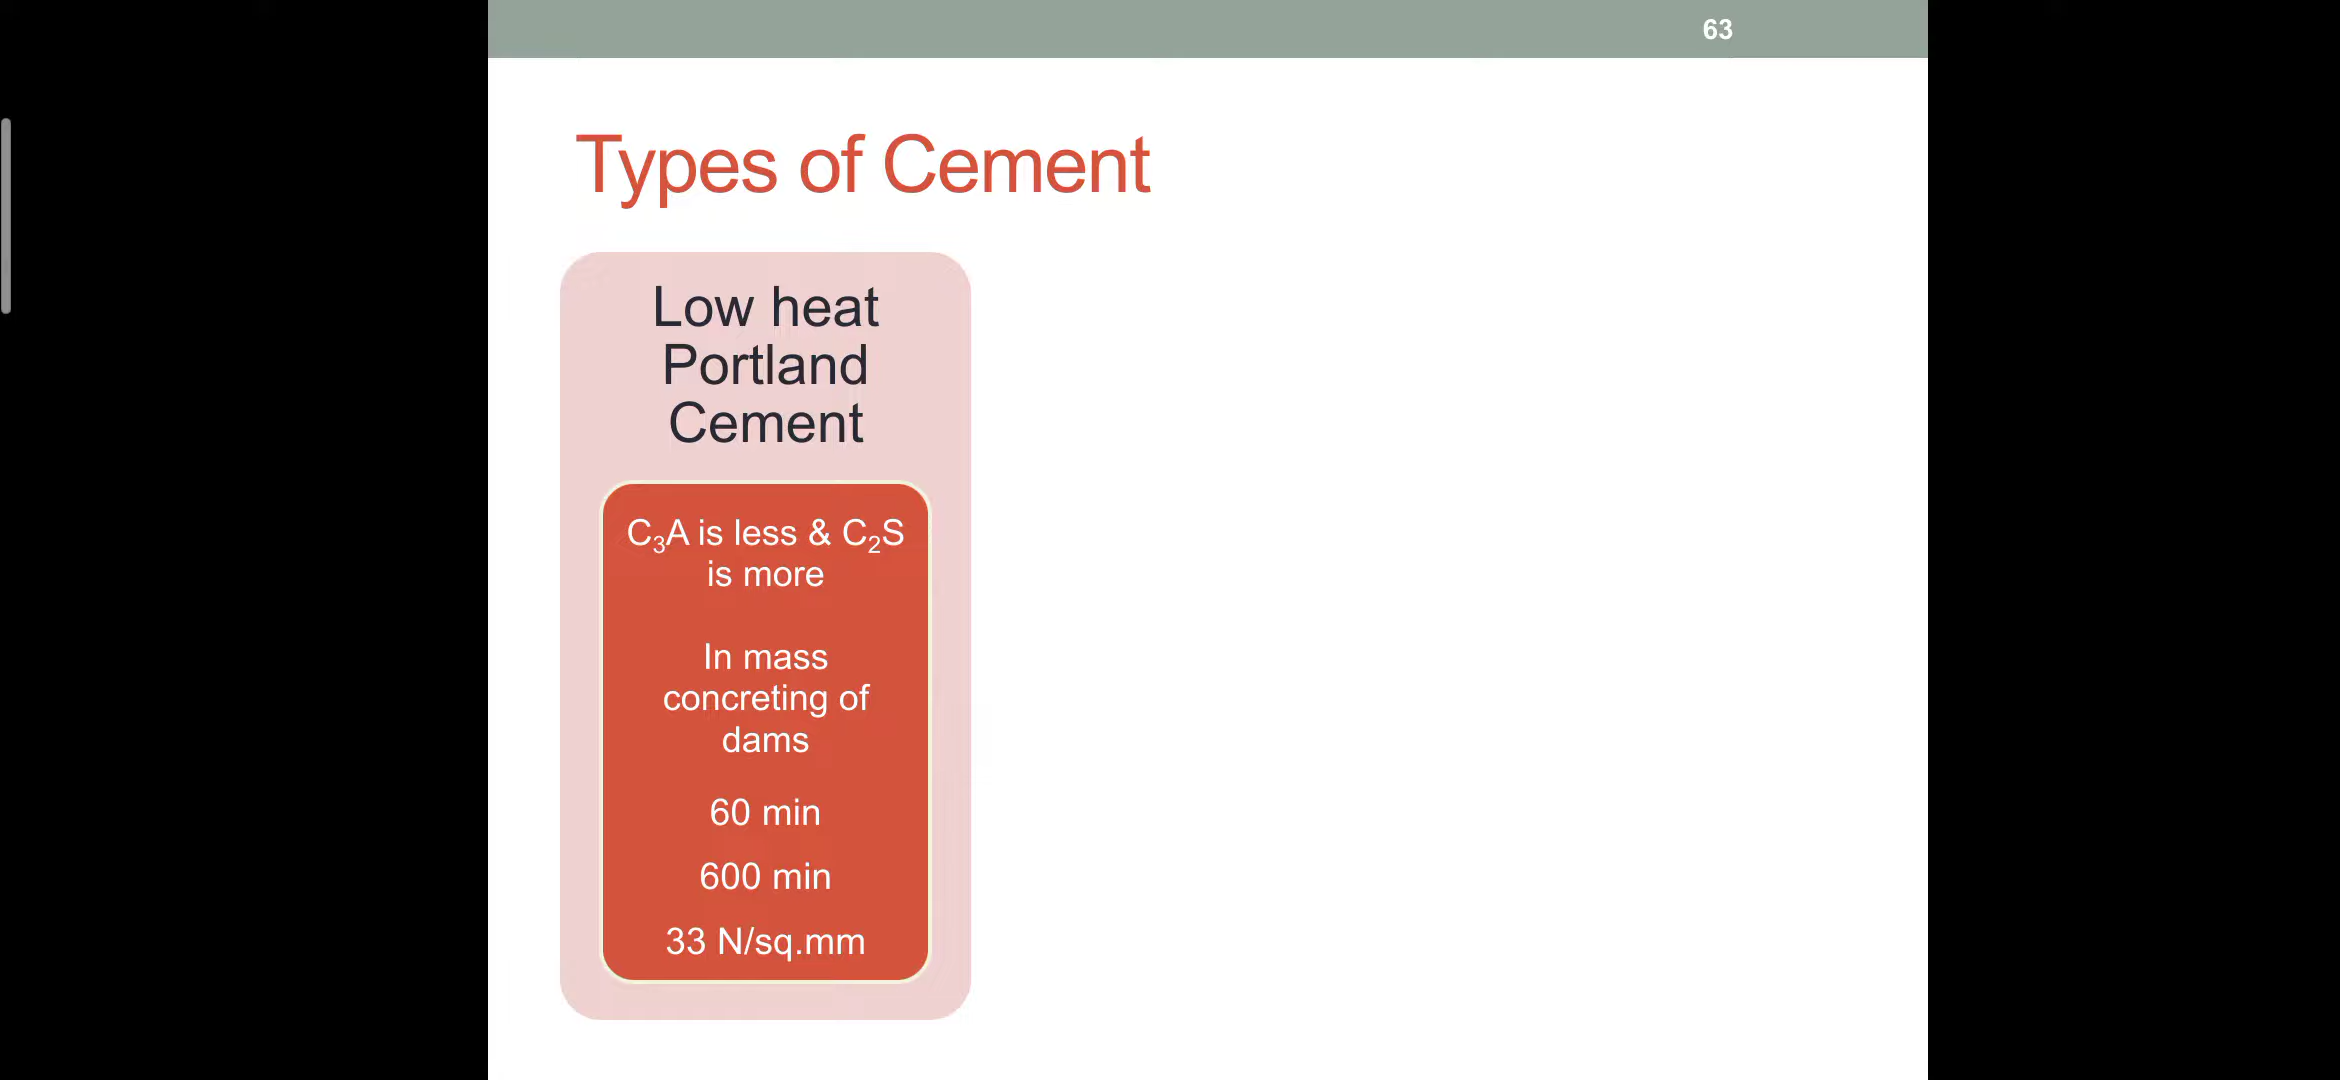 63
Types of Cement
Low heat
Portland
Cement
C₃A is less & C₂S
is more
In mass
concreting of
dams
60 min
600 min
33 N/sq.mm